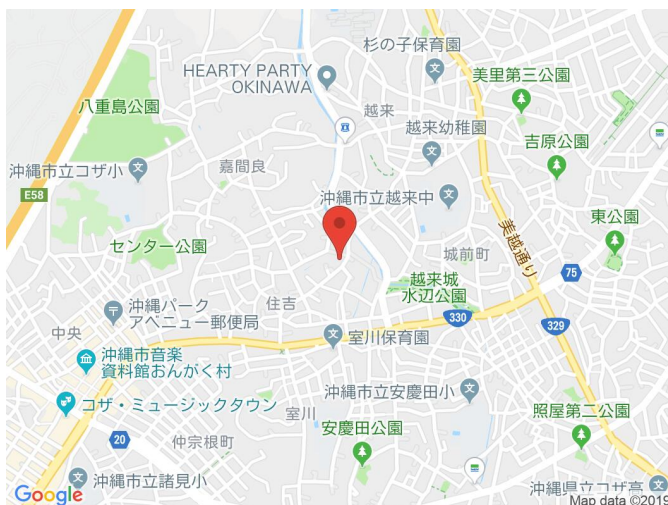 杉の子保育園
HEARTY PARTY
OKINAWA
美里第三公園
八重島公園
越来
越来幼稚園
吉原公園
沖縄市立コザ小
嘉間良
沖縄市立越来中
E58
美越通り
東公園
センター公園
城前町
75
越来城
水辺公園
沖縄パーク
アベニュー郵便局
住吉
330
329
中央
室川保育園
沖縄市音楽
資料館おんがく村
沖縄市立安慶田小
コザ・ミュージックタウン
室川
照屋第二公園
20
仲宗根町
安慶田公園
沖縄市立諸見小
沖縄県立コザ高
Google
Map data ©2019